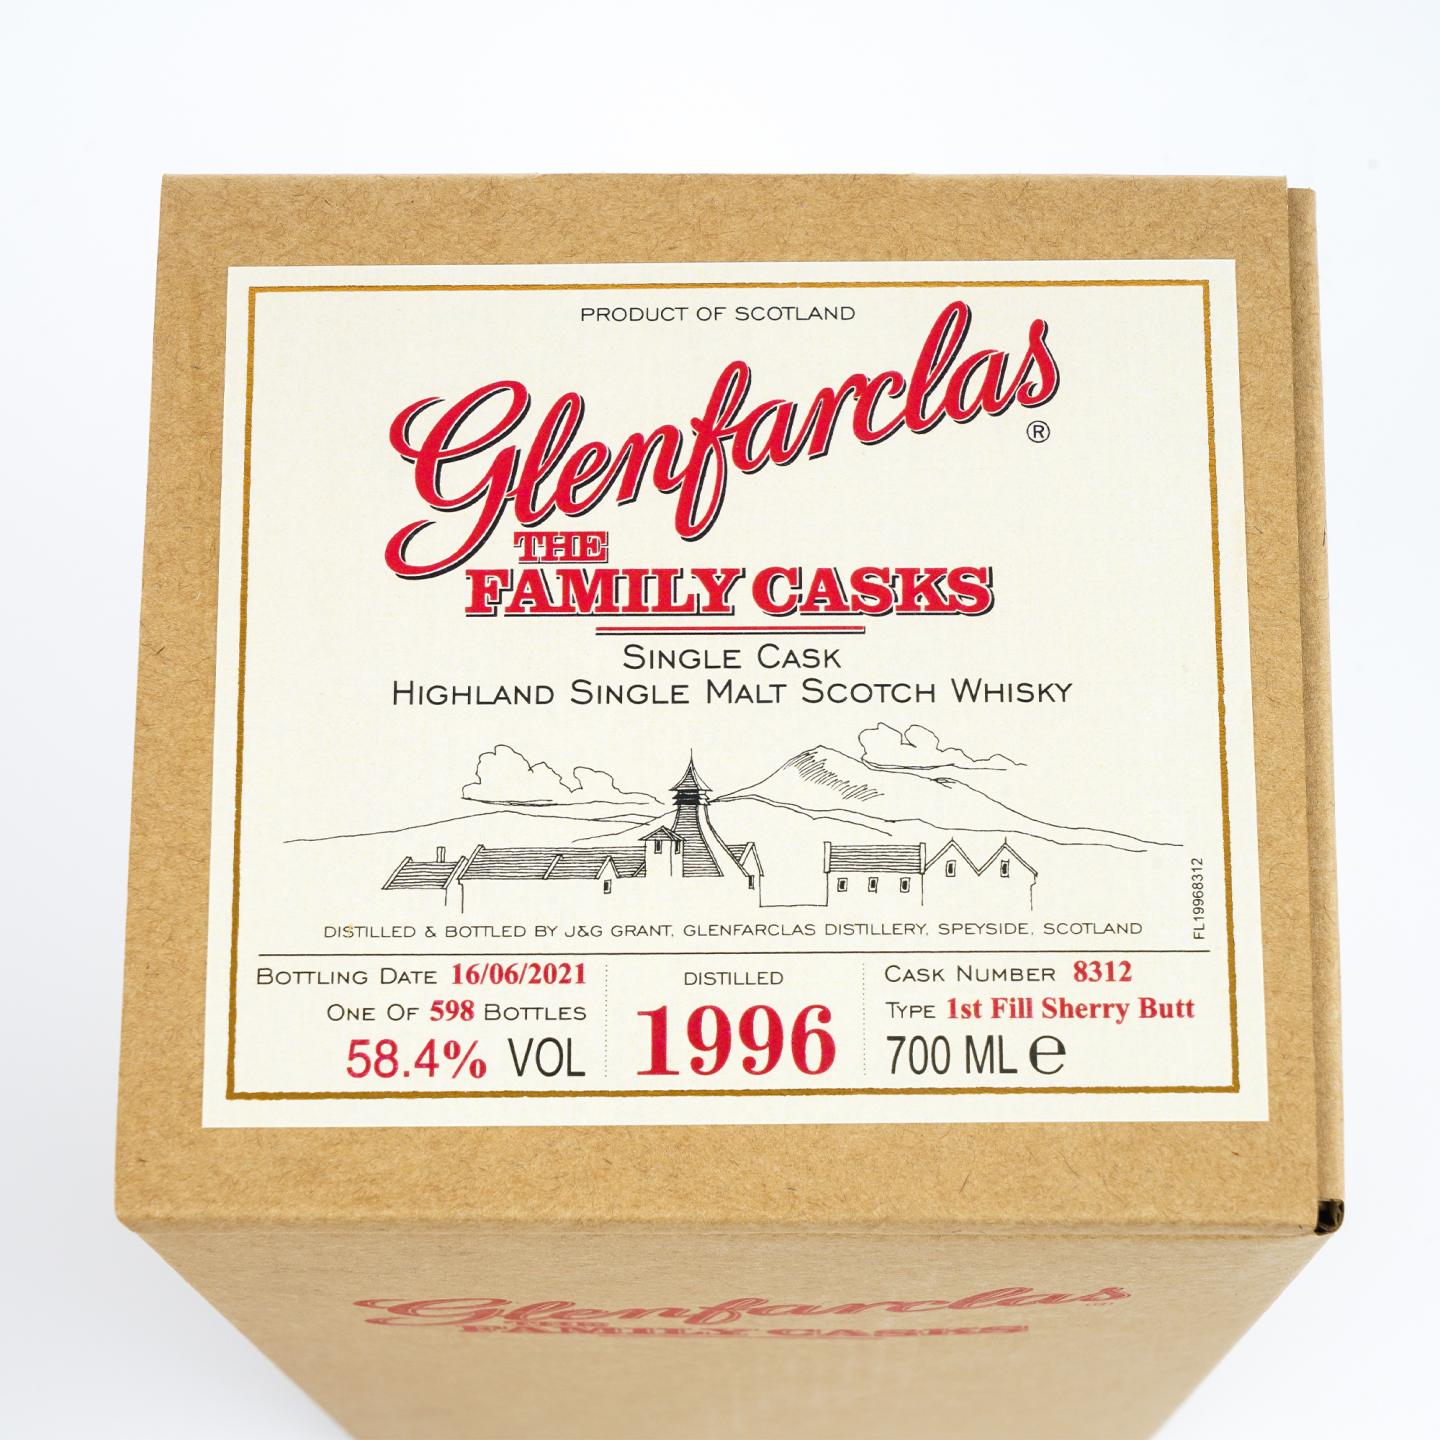 PRODUCT OF SCOTLAND
Glenfarclas ®
THE
FAMILY CASKS
SINGLE CASK
HIGHLAND SINGLE MALT SCOTCH WHISKY
FL19968312
DISTILLED & BOTTLED BY J&G GRANT, GLENFARCLAS DISTILLERY, SPEYSIDE, SCOTLAND
BOTTLING DATE 16/06/2021
ONE OF 598 BOTTLES
58.4% VOL
DISTILLED
1996
CASK NUMBER 8312
TYPE 1st Fill Sherry Butt
700 ML e
Glenfarclas ®
THE
FAMILY CASKS